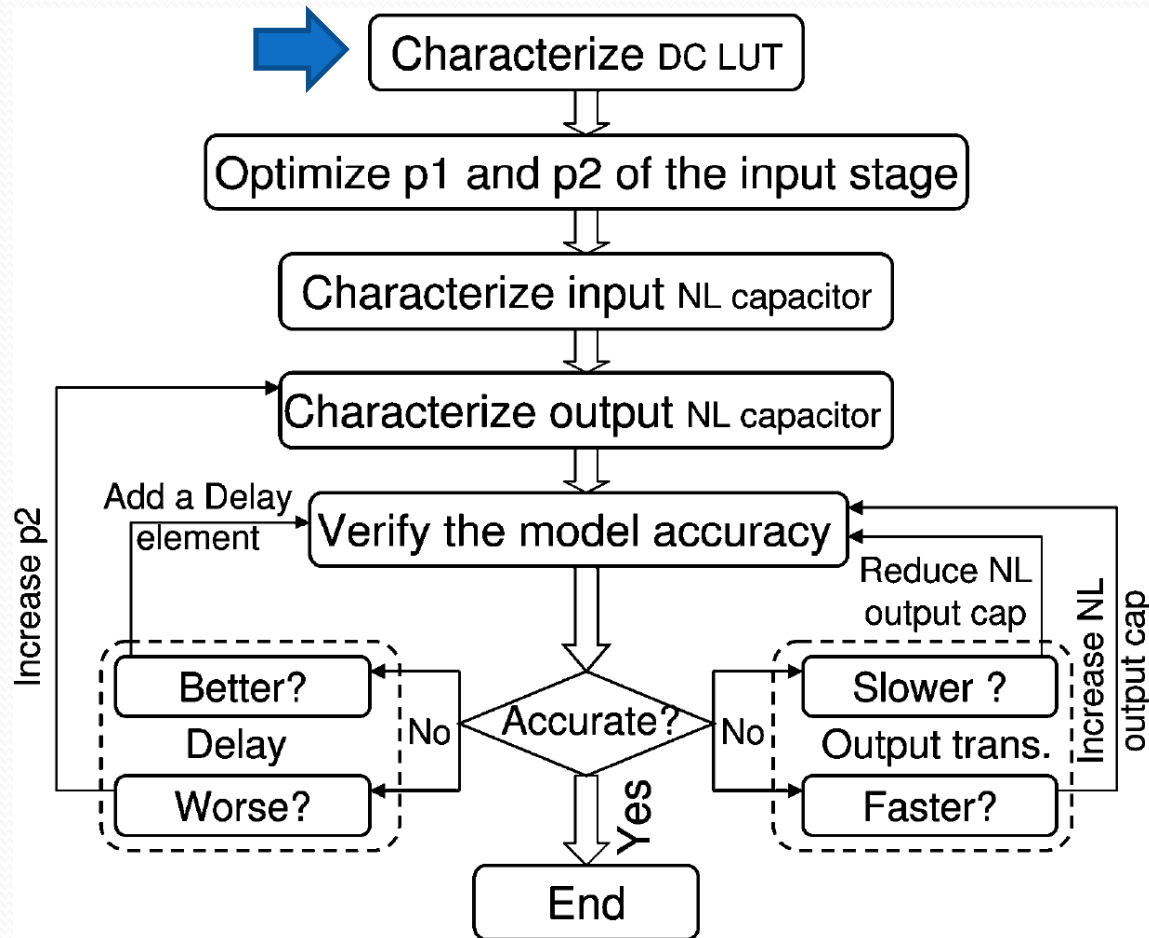 Characterize DC LUT
Optimize p1 and p2 of the input stage
Characterize input NL capacitor
Characterize output NL capacitor
Add a Delay
element
Increase p2
Verify the model accuracy
Reduce NL
output cap
Increase NL
output cap
Better?
Delay
Worse?
No
Accurate?
No
Slower ?
Output trans.
Faster?
Yes
End